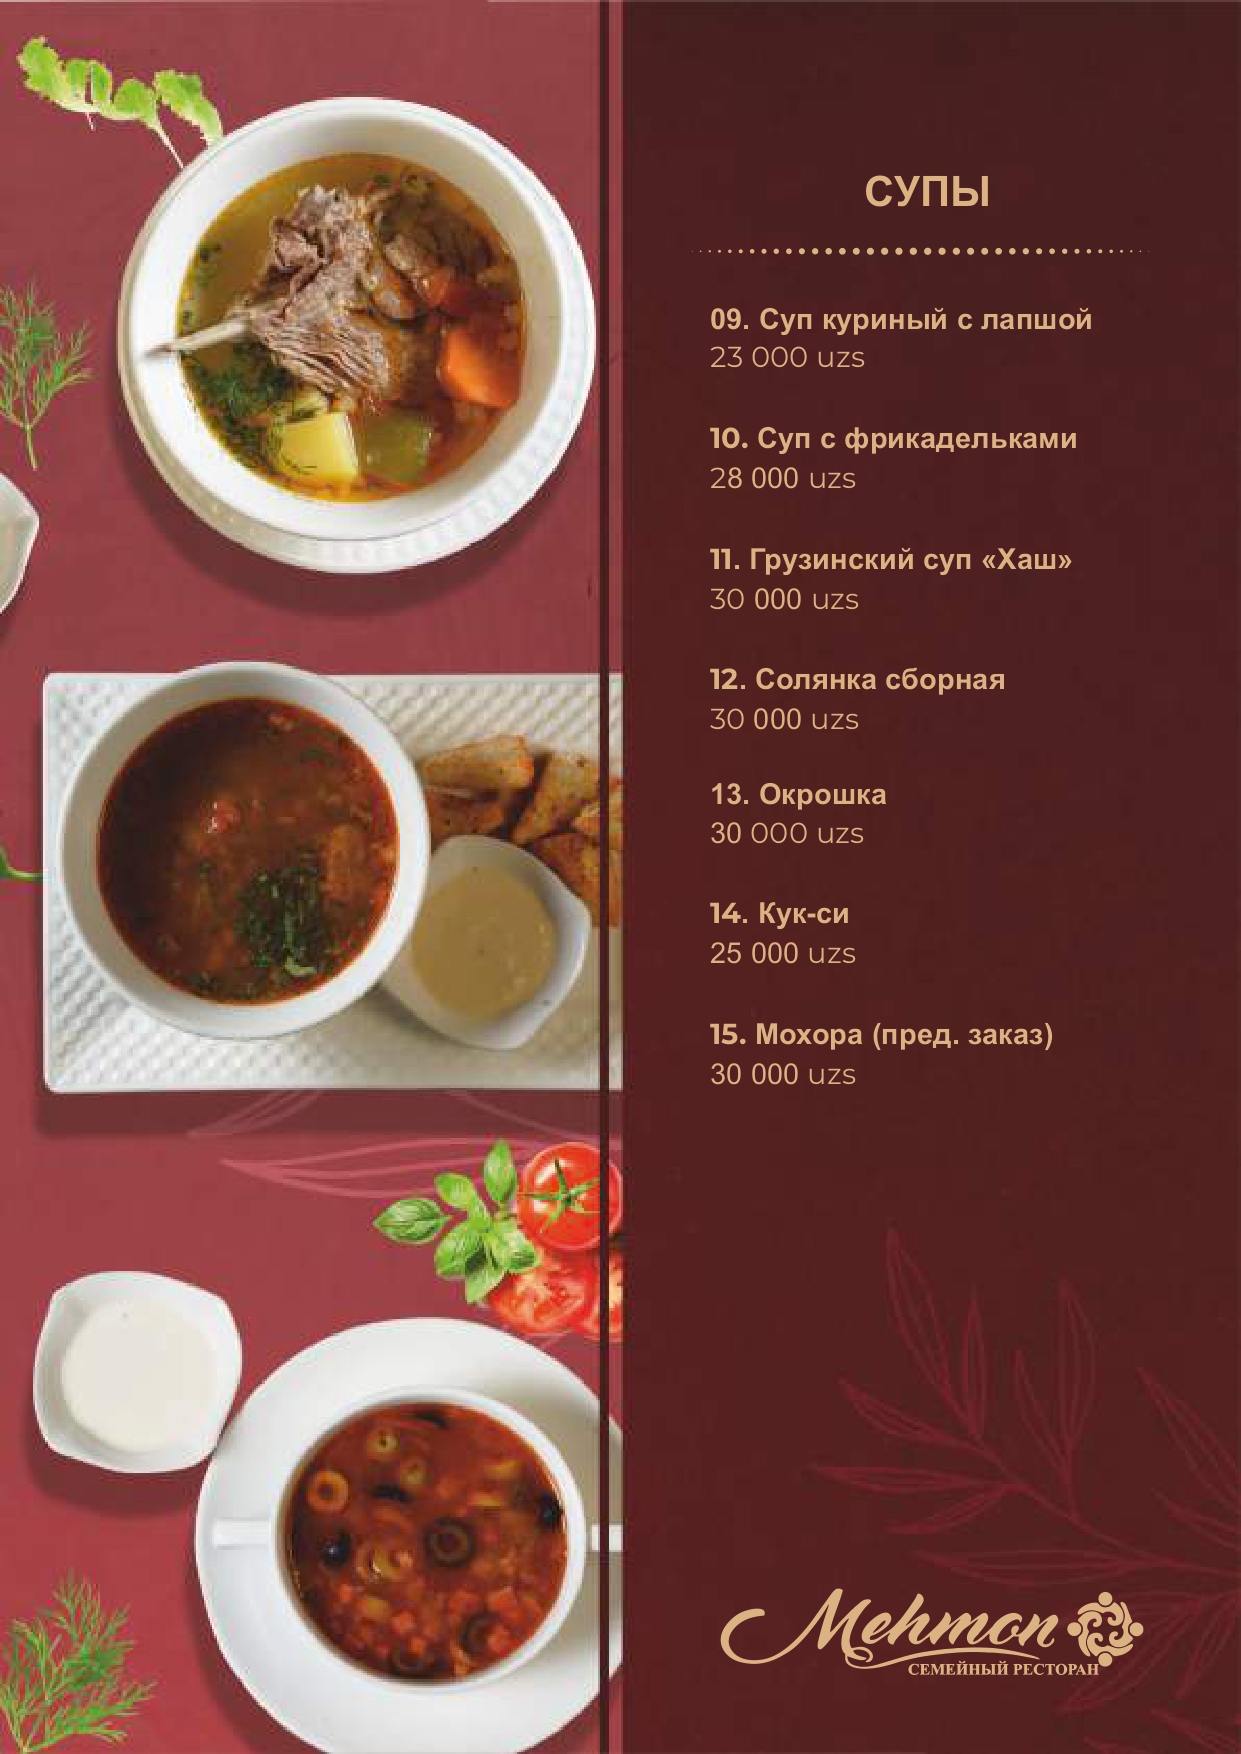 СУПЫ
09. Суп куриный с лапшой
23 000 uzs
10. Суп с фрикадельками
28 000 uzs
11. Грузинский суп «Хаш»
30 000 uzs
12. Солянка сборная
30 000 uzs
13. Окрошка
30 000 uzs
14. Кук-си
25 000 uzs
15. Мохора (пред. заказ)
30 000 uzs
Mehmon
СЕМЕЙНЫЙ РЕСТОРАН